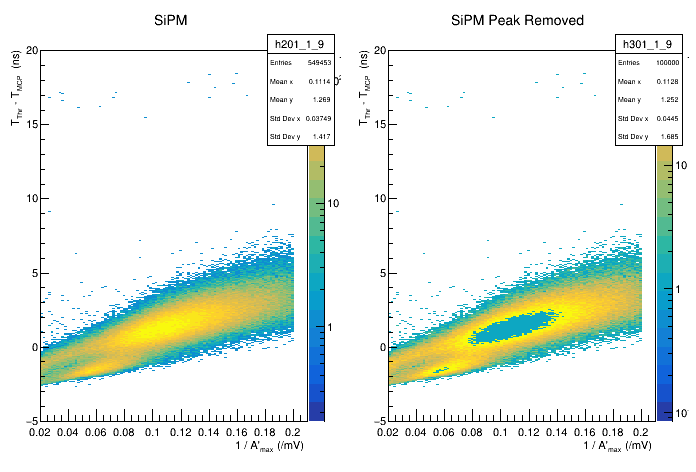 SiPM
h201_1_9
Entries 549453
Mean x 0.1114
Mean y 1.269
Std Dev x 0.03749
Std Dev y 1.417
T_Thr - T_MCP (ns)
20
15
10
5
0
−5
0.02 0.04 0.06 0.08 0.1 0.12 0.14 0.16 0.18 0.2
1 / A'_max (/mV)
10
1
SiPM Peak Removed
h301_1_9
Entries 100000
Mean x 0.1128
Mean y 1.252
Std Dev x 0.0445
Std Dev y 1.685
T_Thr - T_MCP (ns)
20
15
10
5
0
−5
0.02 0.04 0.06 0.08 0.1 0.12 0.14 0.16 0.18 0.2
1 / A'_max (/mV)
10
1